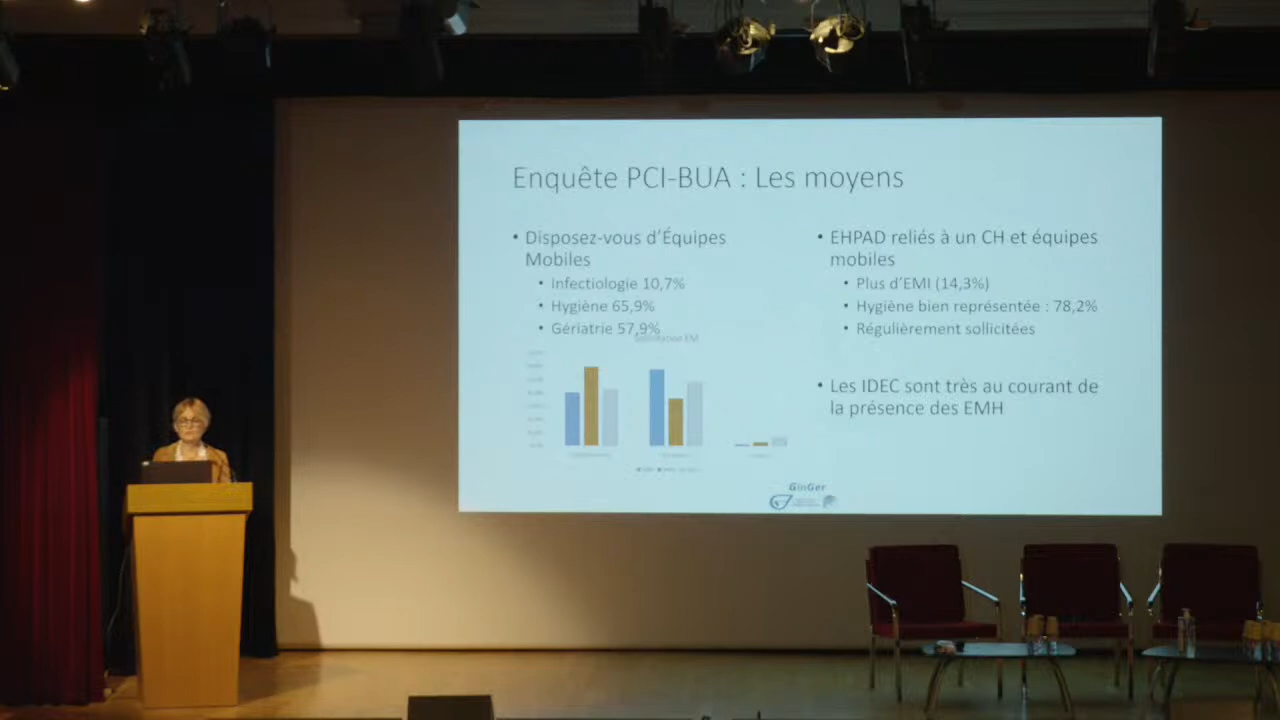 Enquête PCI-BUA : Les moyens
• Disposez-vous d'Équipes
Mobiles
• Infectiologie 10,7%
• Hygiène 65,9%
• Gériatrie 57,9%
• EHPAD reliés à un CH et équipes
mobiles
• Plus d'EMI (14,3%)
• Hygiène bien représentée : 78,2%
• Régulièrement sollicitées
• Les IDEC sont très au courant de
la présence des EMH
GinGer